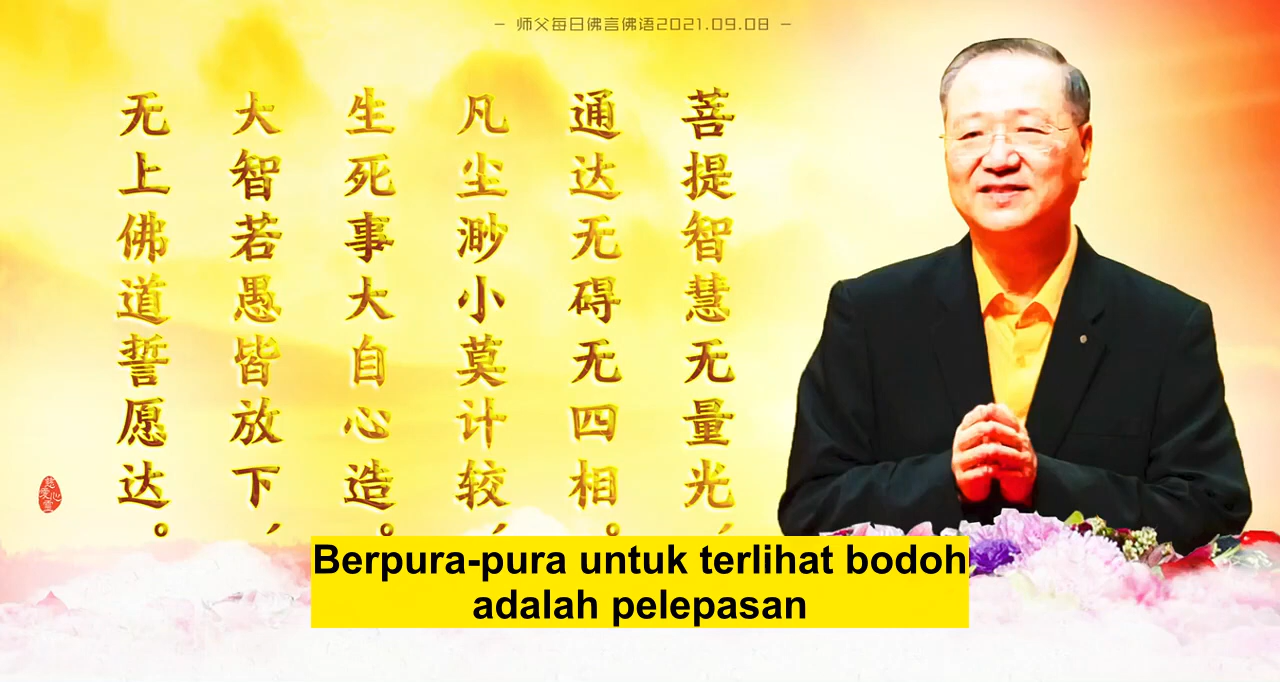 师父每日佛言佛语2021.09.08
菩提智慧无量光，
通达无碍无四相。
凡尘渺小莫计较，
生死事大自心造。
大智若愚皆放下，
无上佛道誓愿达。
Berpura-pura untuk terlihat bodoh
adalah pelepasan